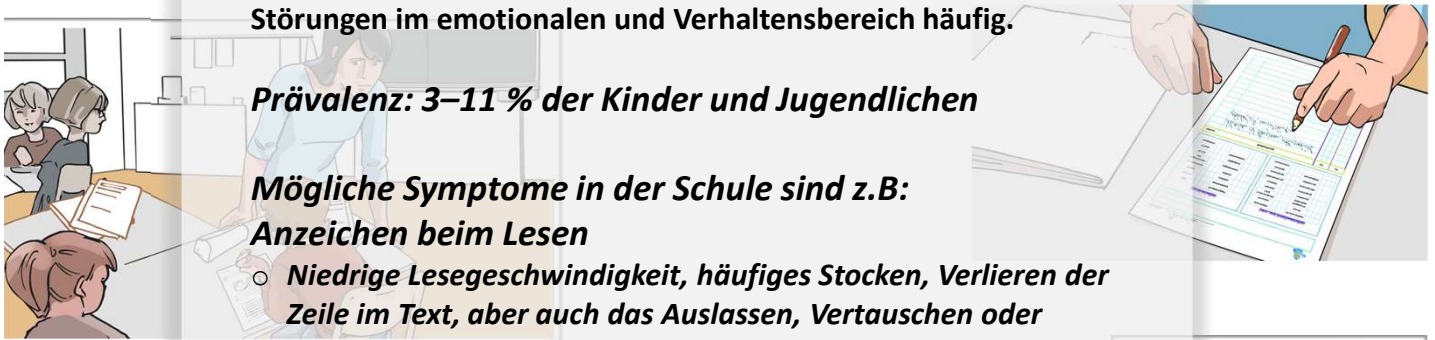 Störungen im emotionalen und Verhaltensbereich häufig.
Prävalenz: 3–11 % der Kinder und Jugendlichen
Mögliche Symptome in der Schule sind z.B:
Anzeichen beim Lesen
o Niedrige Lesegeschwindigkeit, häufiges Stocken, Verlieren der
Zeile im Text, aber auch das Auslassen, Vertauschen oder